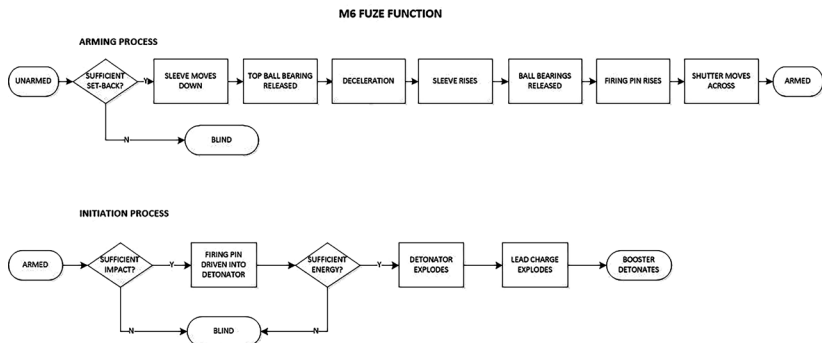 M6 FUZE FUNCTION
ARMING PROCESS
UNARMED
SUFFICIENT
SET-BACK?
Y
SLEEVE MOVES
DOWN
TOP BALL BEARING
RELEASED
DECELERATION
SLEEVE RISES
BALL BEARINGS
RELEASED
FIRING PIN RISES
SHUTTER MOVES
ACROSS
ARMED
N
BLIND
INITIATION PROCESS
ARMED
SUFFICIENT
IMPACT?
Y
FIRING PIN
DRIVEN INTO
DETONATOR
SUFFICIENT
ENERGY?
Y
DETONATOR
EXPLODES
LEAD CHARGE
EXPLODES
BOOSTER
DETONATES
N
BLIND
N